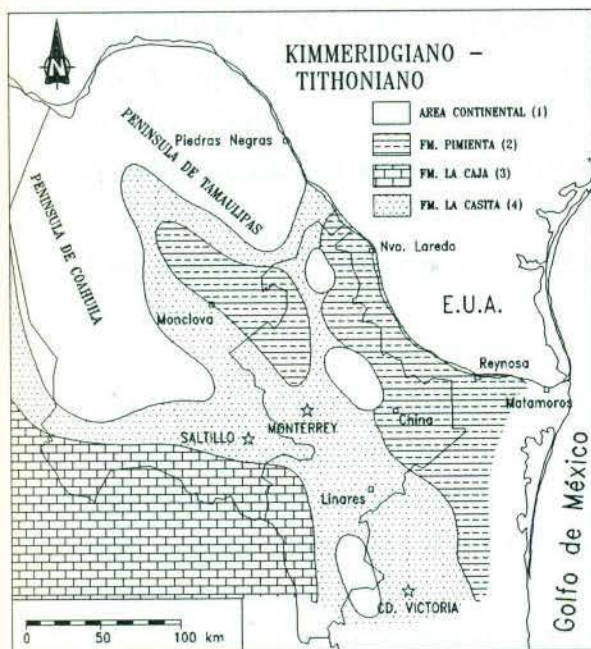 N
KIMMERIDGIANO –
TITHONIANO
AREA CONTINENTAL (1)
FM. PIMIENTA (2)
FM. LA CAJA (3)
FM. LA CASITA (4)
PENINSULA DE TAMAULIPAS
Piedras Negras
PENINSULA DE COAHUILA
Nvo. Laredo
E.U.A.
Monclova
Reynosa
Matamoros
MONTERREY
China
SALTILLO
Linares
Golfo de México
CD. VICTORIA
0 50 100 km